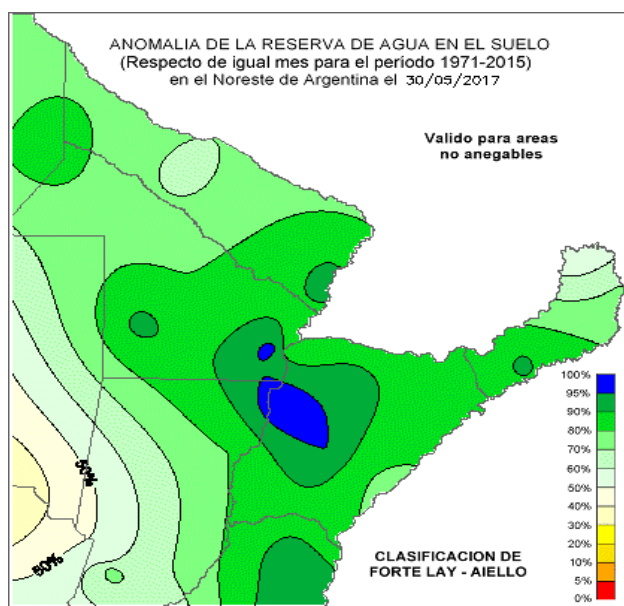 ANOMALIA DE LA RESERVA DE AGUA EN EL SUELO
(Respecto de igual mes para el período 1971-2015)
en el Noreste de Argentina el 30/05/2017
Valido para areas
no anegables
50%
50%
100%
95%
90%
80%
70%
60%
50%
40%
30%
20%
10%
5%
0%
CLASIFICACION DE
FORTE LAY - AIELLO